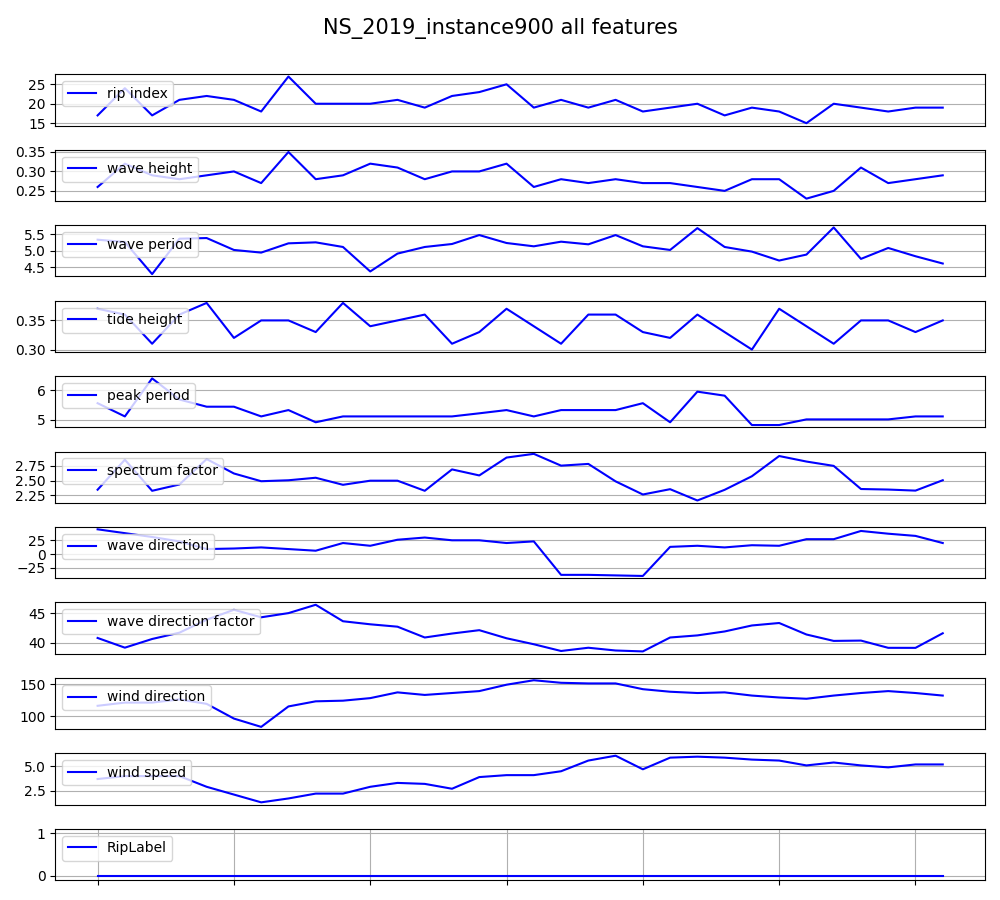 NS_2019_instance900 all features
25
20
15
rip index
0.35
0.30
0.25
wave height
5.5
5.0
4.5
wave period
0.35
0.30
tide height
6
5
peak period
2.75
2.50
2.25
spectrum factor
25
0
−25
wave direction
45
40
wave direction factor
150
100
wind direction
5.0
2.5
wind speed
1
0
RipLabel